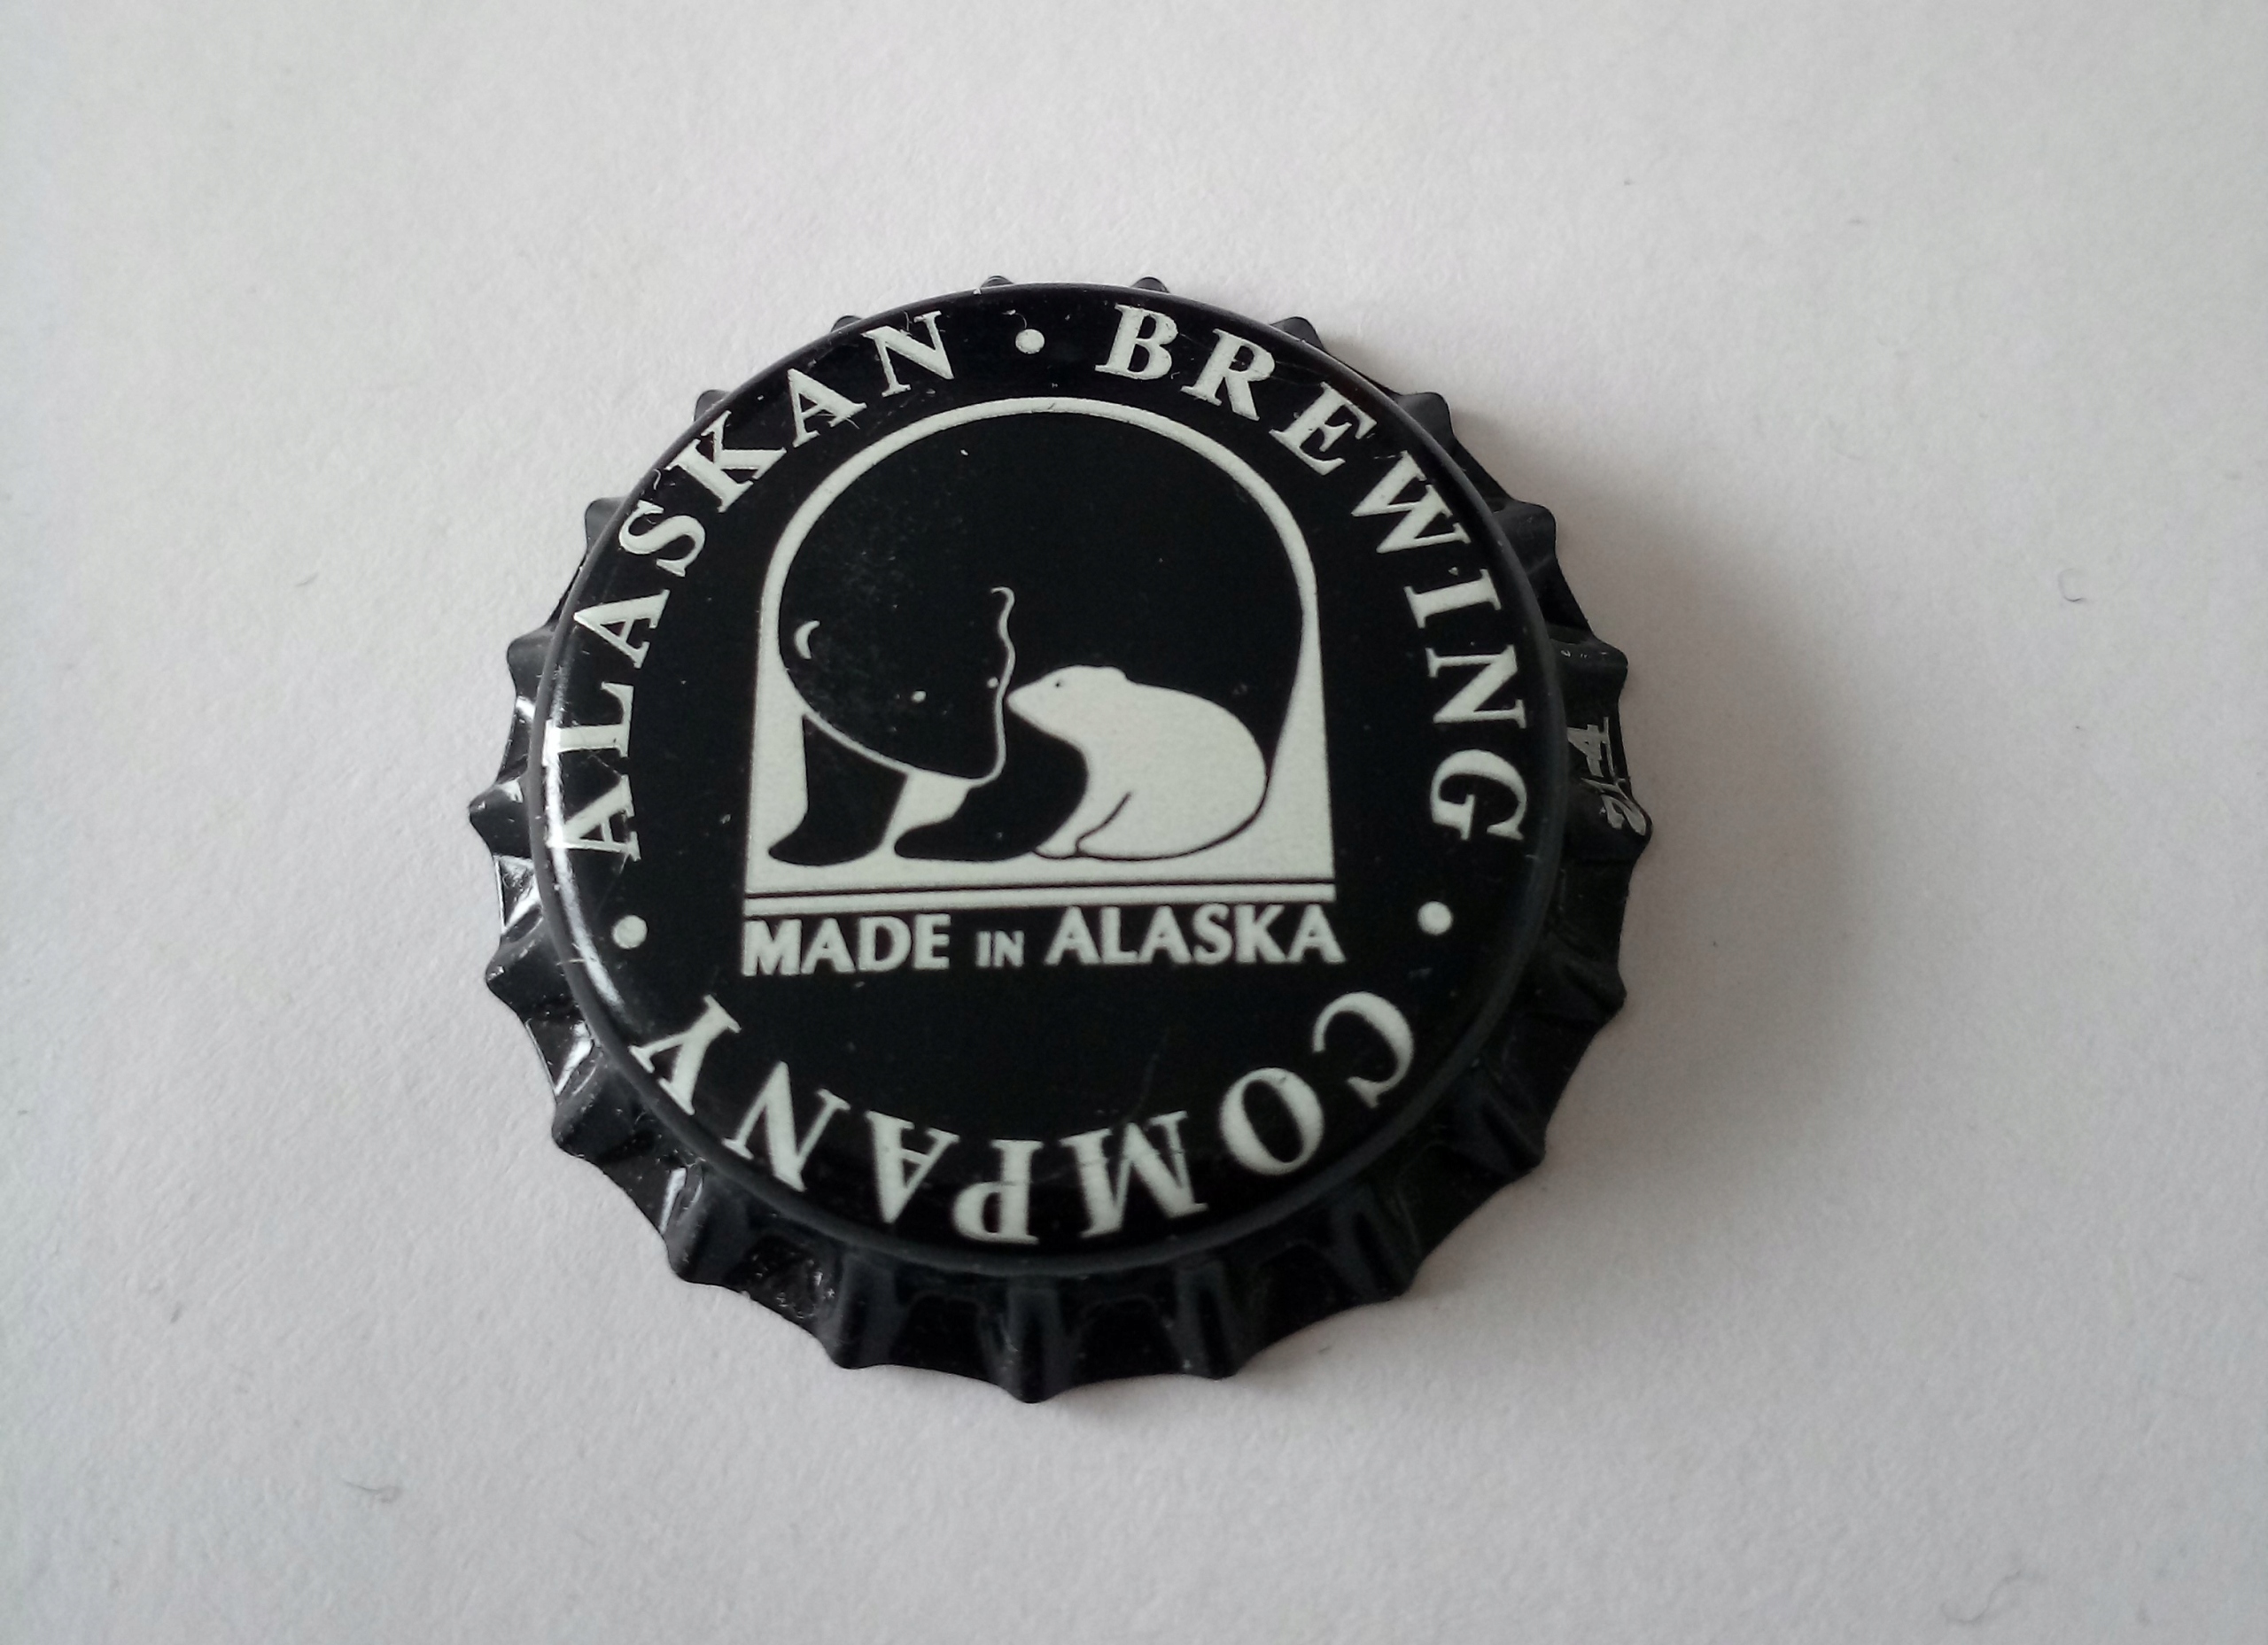 ALASKAN • BREWING • COMPANY •
MADE IN ALASKA